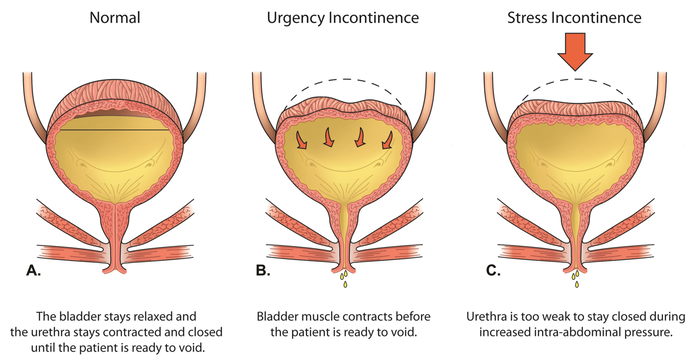 Normal
Urgency Incontinence
Stress Incontinence
A.
B.
C.
The bladder stays relaxed and
the urethra stays contracted and closed
until the patient is ready to void.
Bladder muscle contracts before
the patient is ready to void.
Urethra is too weak to stay closed during
increased intra-abdominal pressure.